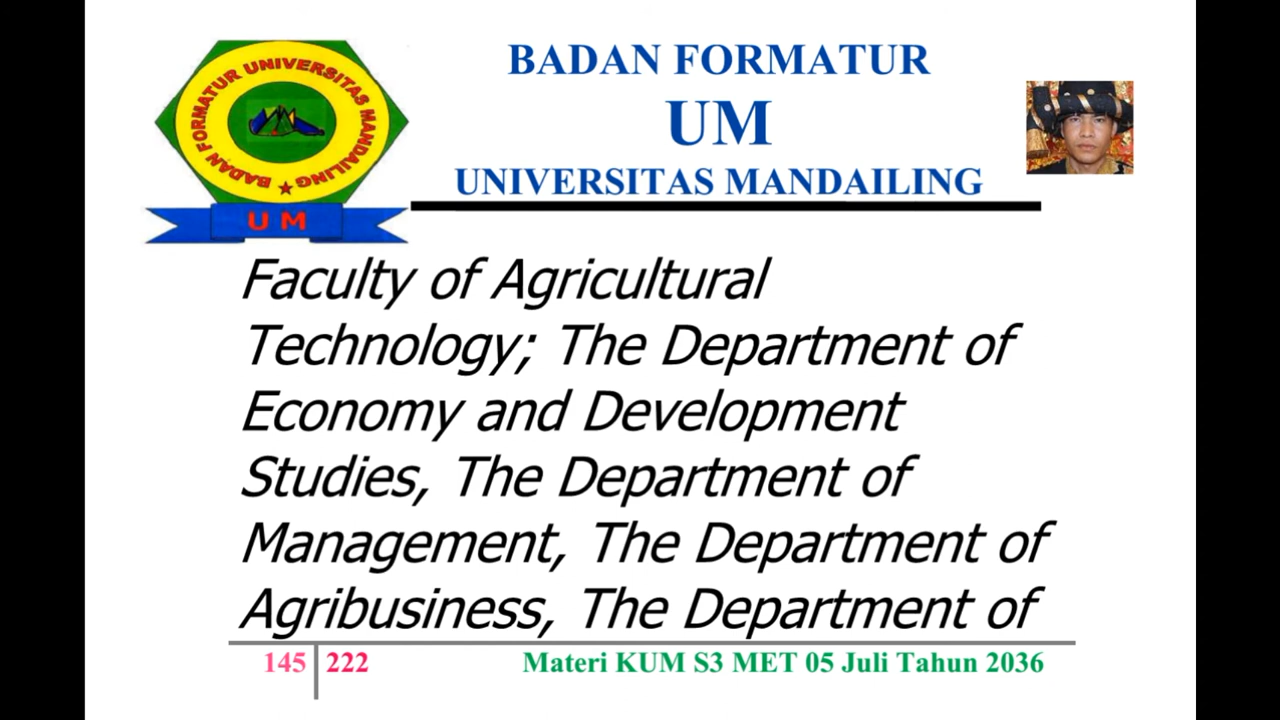 BADAN FORMATUR UNIVERSITAS MANDAILING
U M
BADAN FORMATUR
UM
UNIVERSITAS MANDAILING
Faculty of Agricultural
Technology; The Department of
Economy and Development
Studies, The Department of
Management, The Department of
Agribusiness, The Department of
145 222 Materi KUM S3 MET 05 Juli Tahun 2036